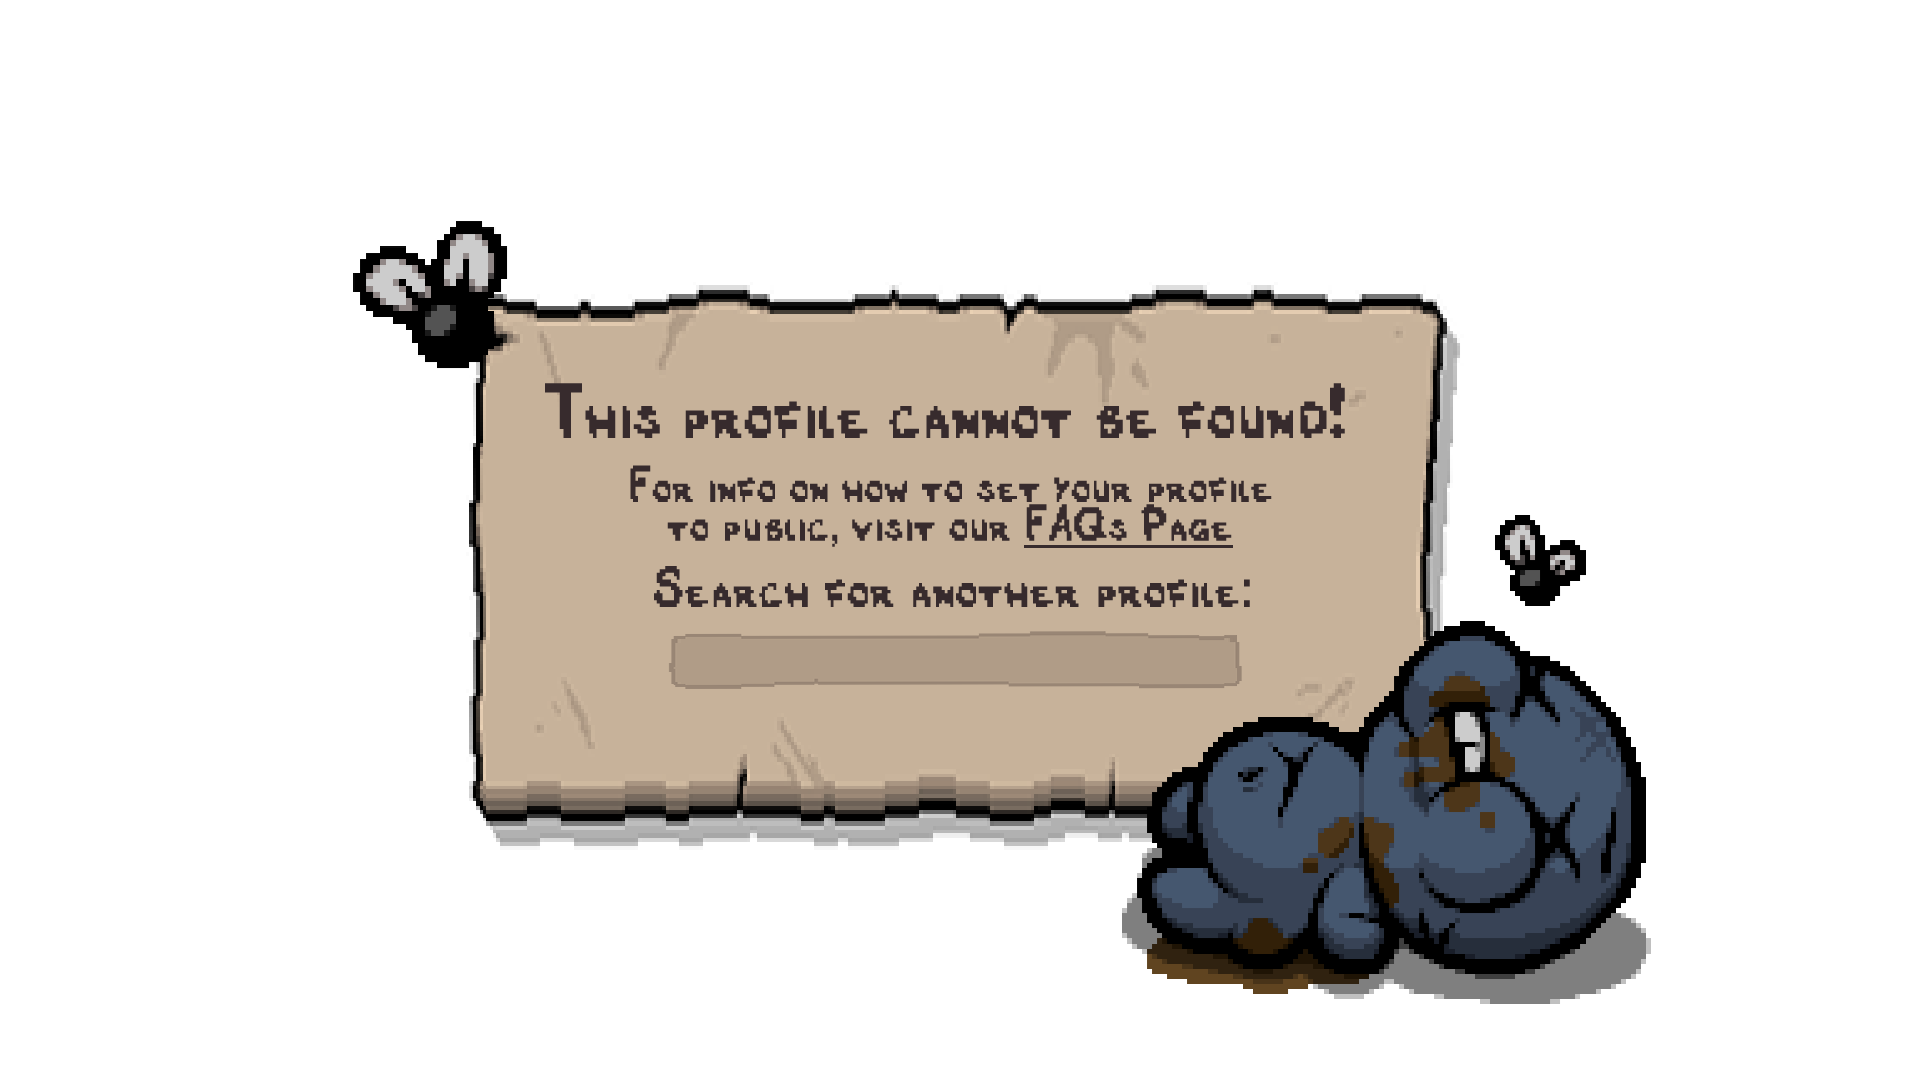 This profile cannot be found!
For info on how to set your profile
to public, visit our FAQs Page
Search for another profile: